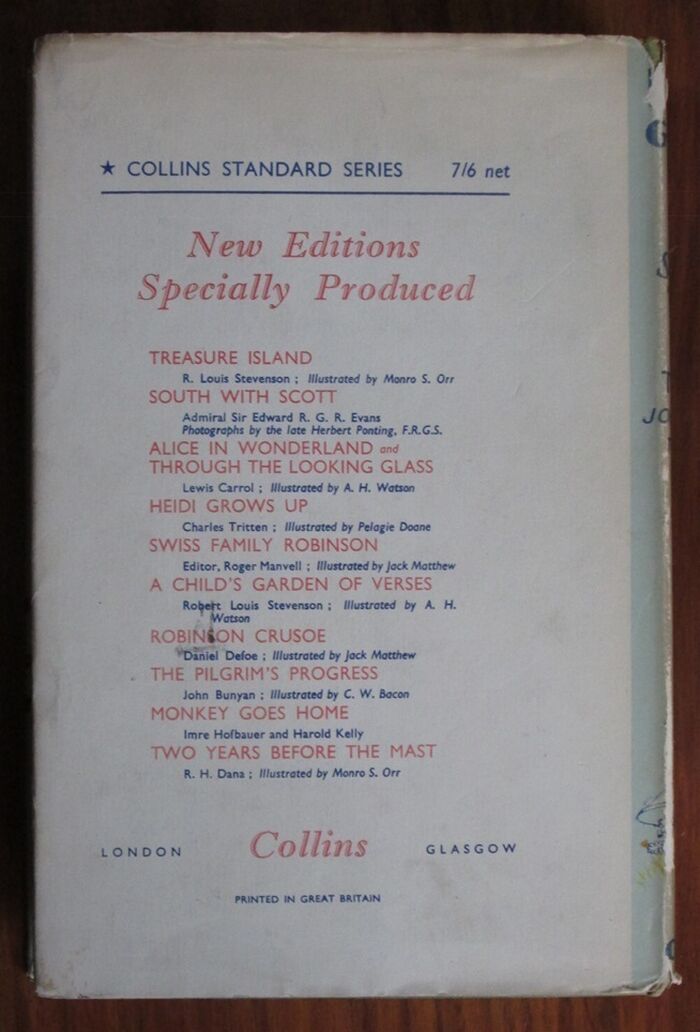 ★ COLLINS STANDARD SERIES 7/6 net
New Editions
Specially Produced
TREASURE ISLAND
R. Louis Stevenson ; Illustrated by Monro S. Orr
SOUTH WITH SCOTT
Admiral Sir Edward R. G. R. Evans
Photographs by the late Herbert Ponting, F.R.G.S.
ALICE IN WONDERLAND and
THROUGH THE LOOKING GLASS
Lewis Carrol ; Illustrated by A. H. Watson
HEIDI GROWS UP
Charles Tritten ; Illustrated by Pelagie Doane
SWISS FAMILY ROBINSON
Editor, Roger Manvell ; Illustrated by Jack Matthew
A CHILD'S GARDEN OF VERSES
Robert Louis Stevenson ; Illustrated by A. H.
Watson
ROBINSON CRUSOE
Daniel Defoe ; Illustrated by Jack Matthew
THE PILGRIM'S PROGRESS
John Bunyan ; Illustrated by C. W. Bacon
MONKEY GOES HOME
Imre Hofbauer and Harold Kelly
TWO YEARS BEFORE THE MAST
R. H. Dana ; Illustrated by Monro S. Orr
LONDON Collins GLASGOW
PRINTED IN GREAT BRITAIN